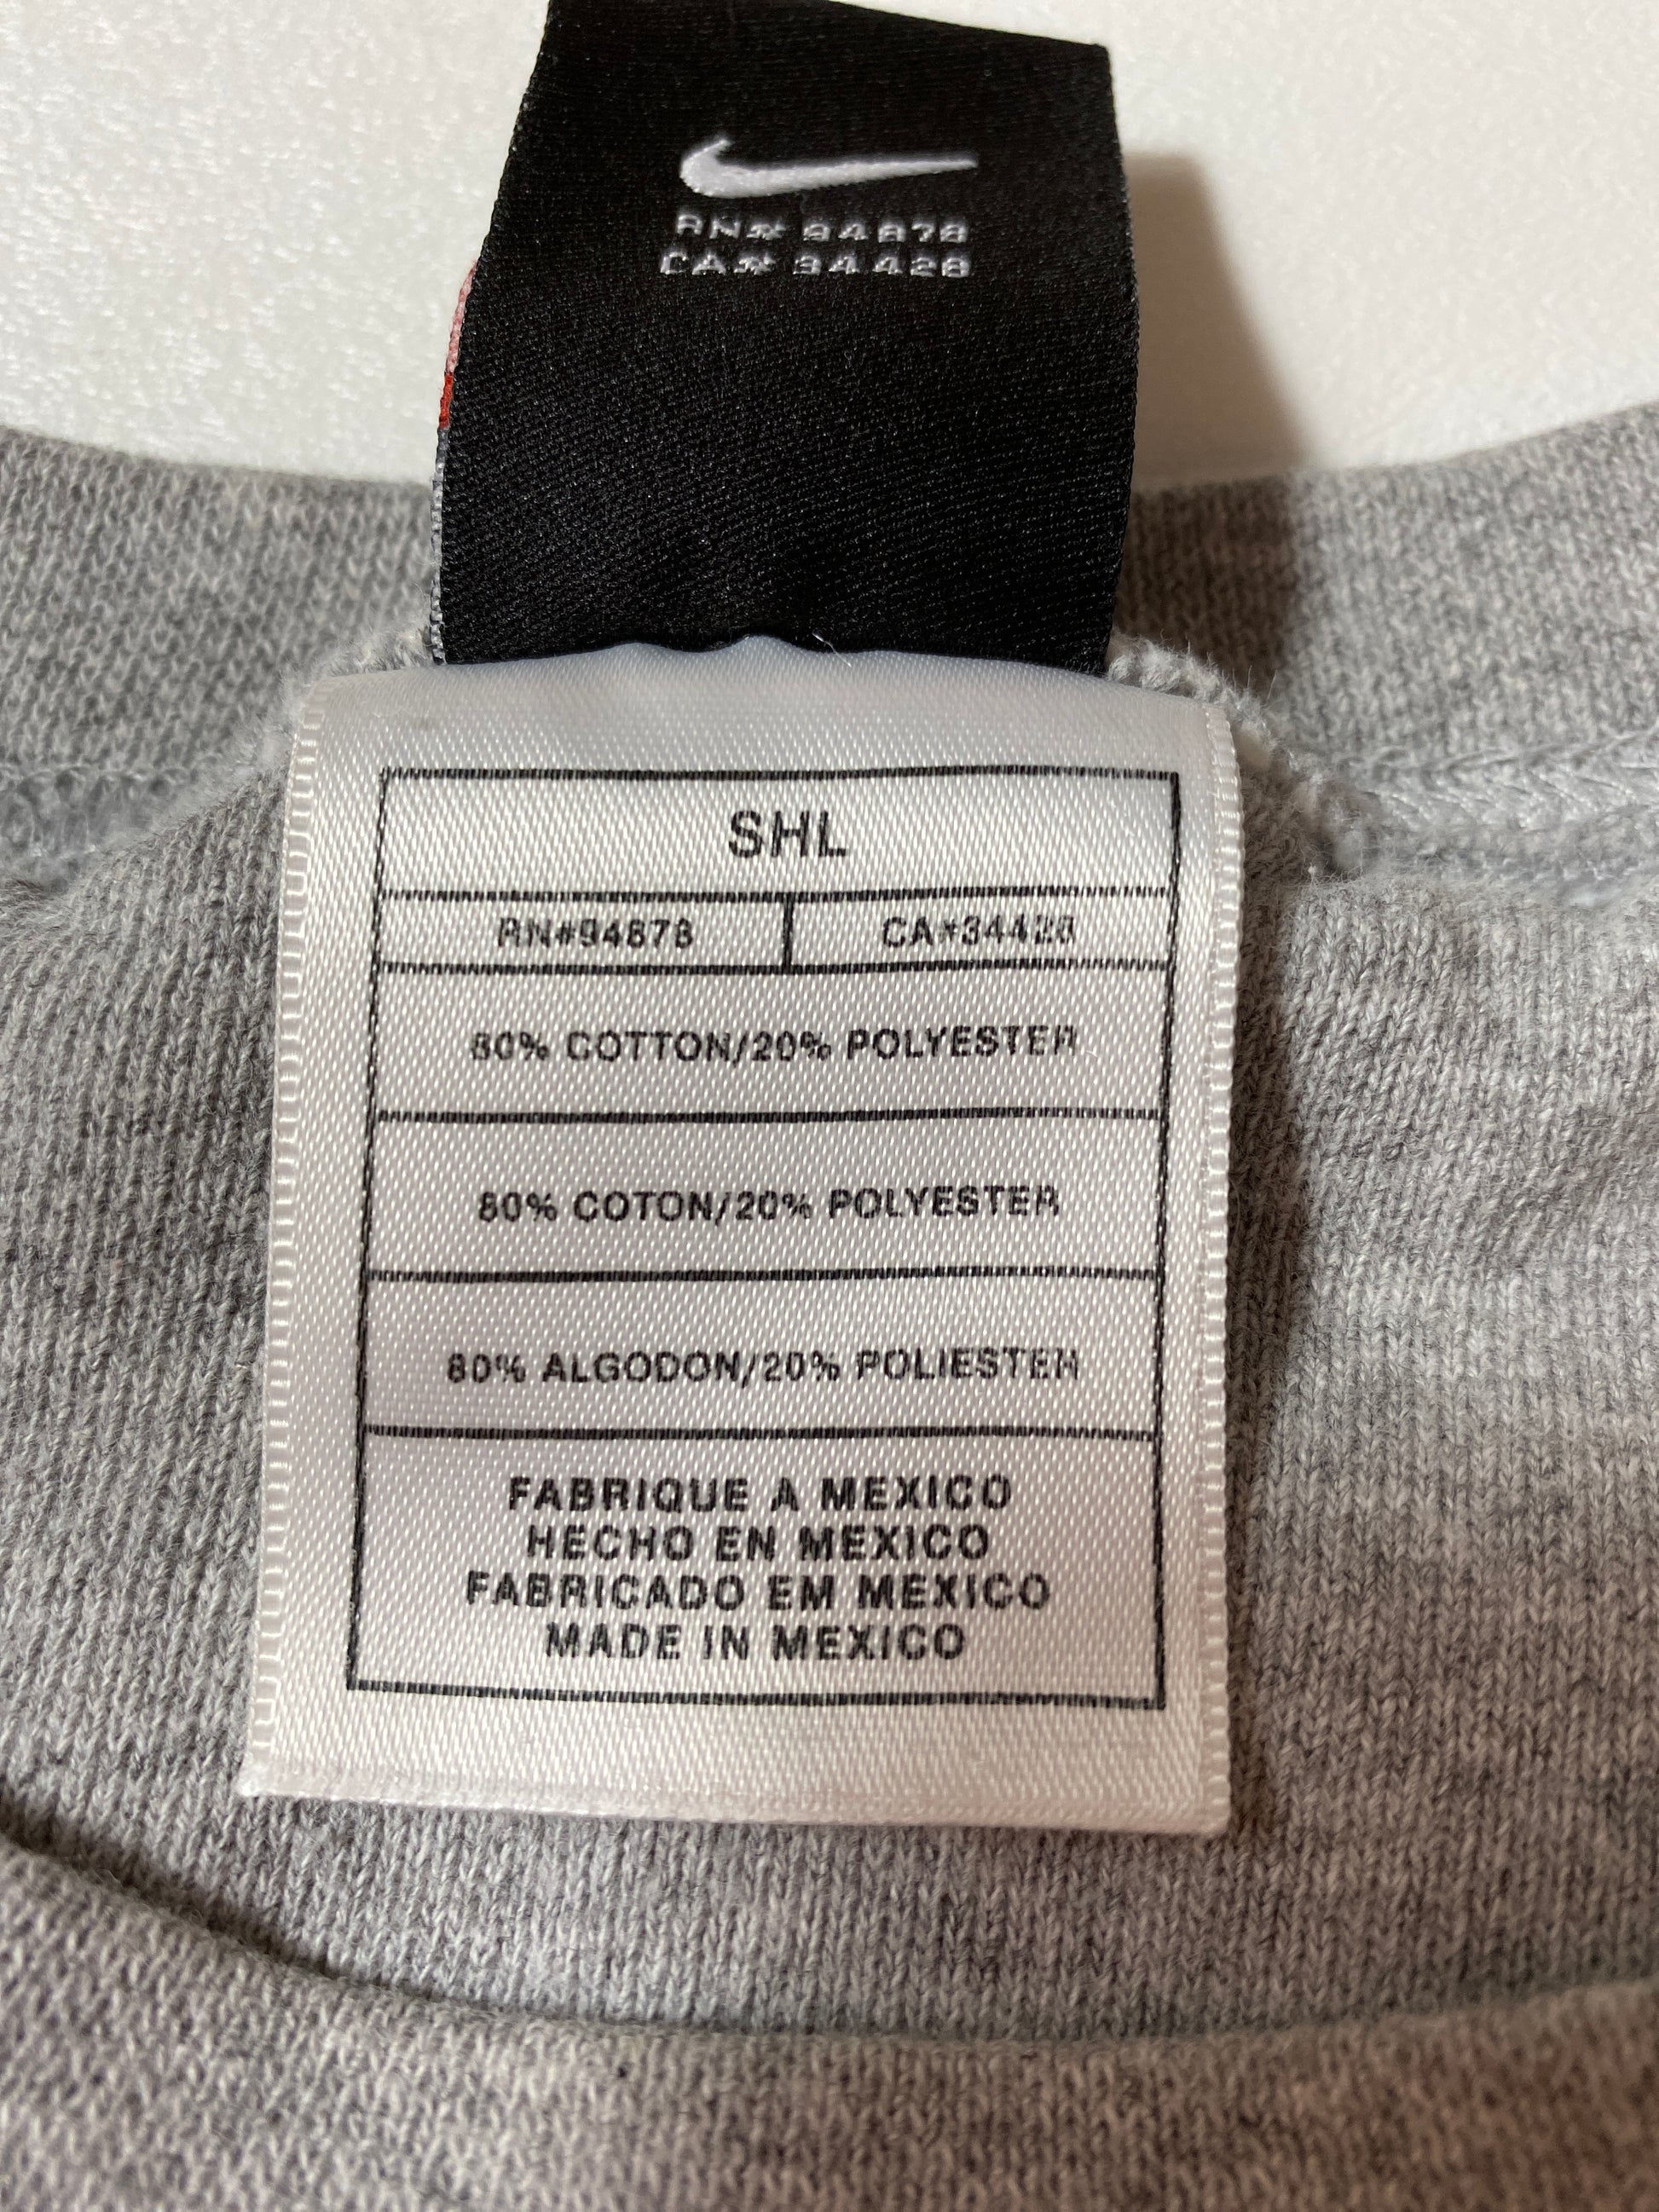 RN# 94878
CA# 34428
SHL
RN#94878
CA#34428
80% COTTON/20% POLYESTER
80% COTON/20% POLYESTER
80% ALGODON/20% POLIESTER
FABRIQUE A MEXICO
HECHO EN MEXICO
FABRICADO EM MEXICO
MADE IN MEXICO